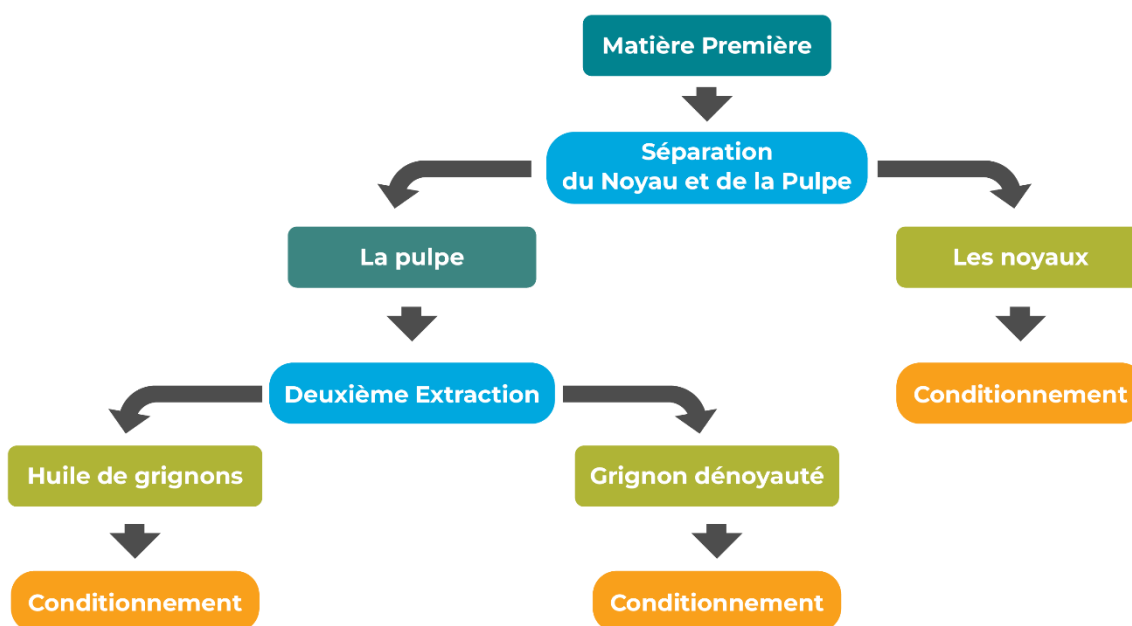 Matière Première
Séparation
du Noyau et de la Pulpe
La pulpe
Les noyaux
Deuxième Extraction
Conditionnement
Huile de grignons
Grignon dénoyauté
Conditionnement
Conditionnement